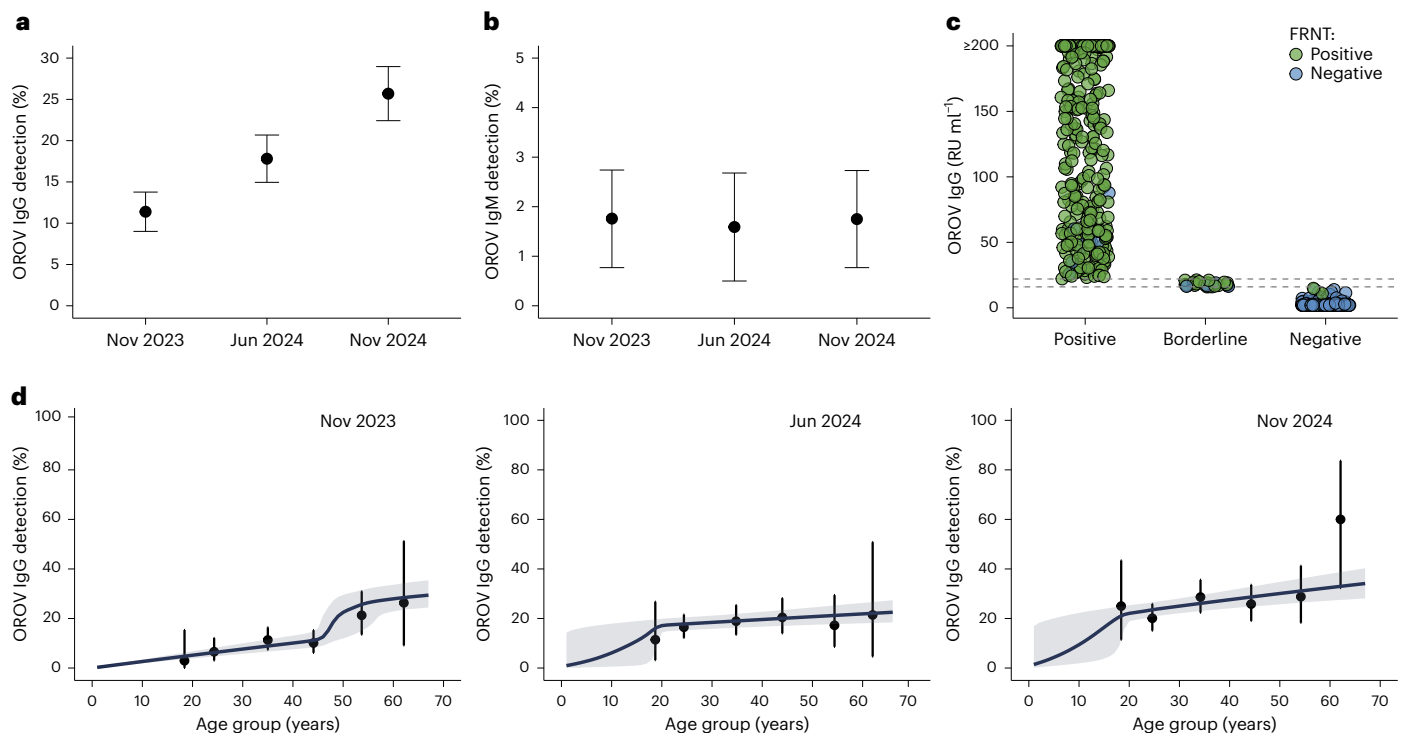 a
OROV IgG detection (%)
30
25
20
15
10
5
0
Nov 2023 Jun 2024 Nov 2024
b
OROV IgM detection (%)
5
4
3
2
1
0
Nov 2023 Jun 2024 Nov 2024
c
OROV IgG (RU ml⁻¹)
≥200
150
100
50
0
FRNT:
Positive
Negative
Positive Borderline Negative
d
OROV IgG detection (%)
100
80
60
40
20
0
Nov 2023
0 10 20 30 40 50 60 70
Age group (years)
OROV IgG detection (%)
100
80
60
40
20
0
Jun 2024
0 10 20 30 40 50 60 70
Age group (years)
OROV IgG detection (%)
100
80
60
40
20
0
Nov 2024
0 10 20 30 40 50 60 70
Age group (years)